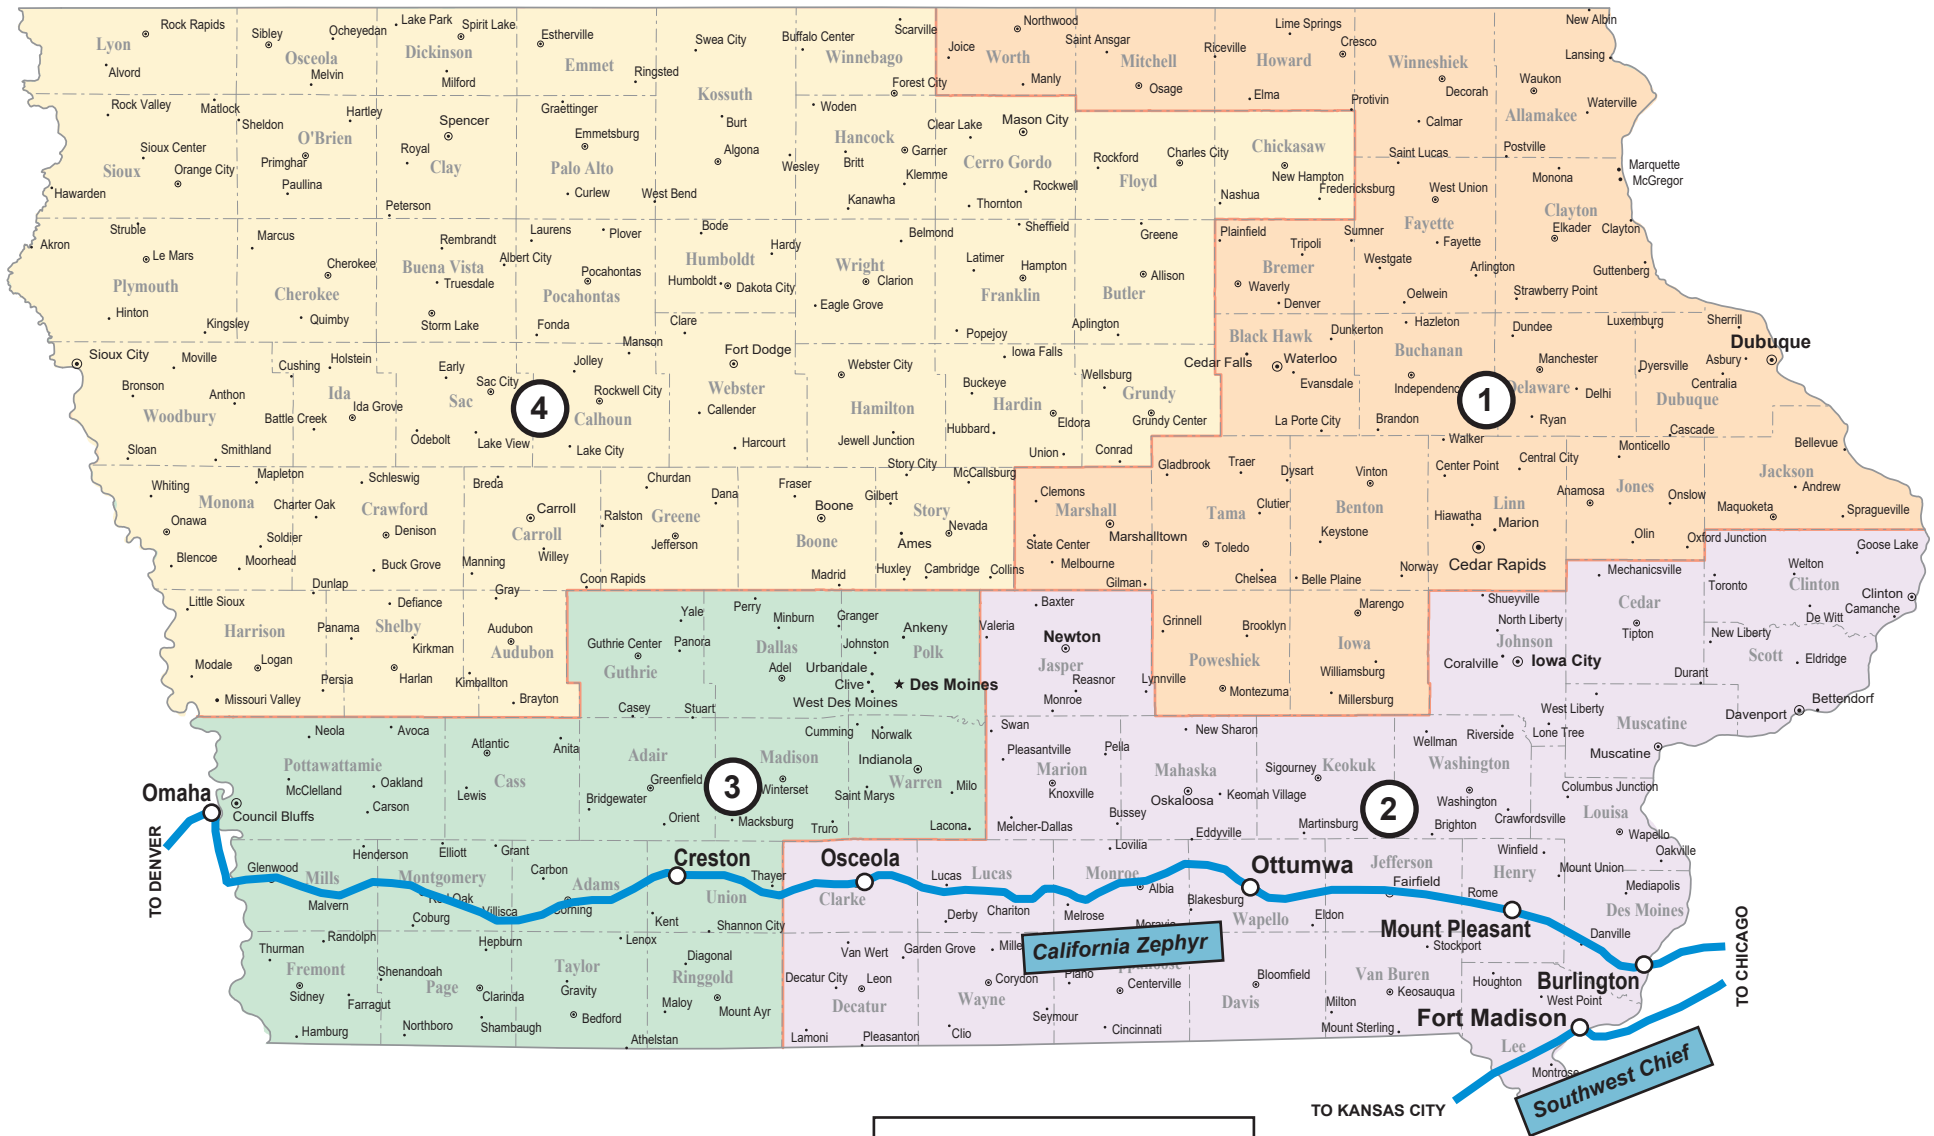 Rock Rapids
Lyon
Alvord
Sibley
Osceola
Ocheyedan
Melvin
Lake Park
Spirit Lake
Dickinson
Milford
Estherville
Emmet
Ringsted
Swea City
Kossuth
Burt
Algona
West Bend
Buffalo Center
Scarville
Winnebago
Forest City
Joice
Northwood
Worth
Manly
Saint Ansgar
Mitchell
Osage
Riceville
Lime Springs
Howard
Elma
Cresco
Protivin
Winneshiek
Decorah
Calmar
New Albin
Lansing
Waukon
Waterville
Allamakee
Postville
Rock Valley
Matlock
Sheldon
Hartley
O'Brien
Primghar
Paullina
Sioux Center
Orange City
Sioux
Hawarden
Spencer
Royal
Clay
Peterson
Graettinger
Emmetsburg
Palo Alto
Curlew
Woden
Hancock
Britt
Garner
Wesley
Klemme
Kanawha
Clear Lake
Mason City
Cerro Gordo
Rockwell
Thornton
Rockford
Charles City
Floyd
Chickasaw
New Hampton
Nashua
Fredericksburg
Saint Lucas
West Union
Fayette
Fayette
Monona
Marquette
McGregor
Clayton
Elkader
Clayton
Guttenberg
Struble
Akron
Le Mars
Plymouth
Hinton
Kingsley
Marcus
Cherokee
Cherokee
Quimby
Rembrandt
Buena Vista
Truesdale
Albert City
Storm Lake
Laurens
Plover
Pocahontas
Pocahontas
Fonda
Manson
Bode
Hardy
Humboldt
Humboldt
Dakota City
Clare
Belmond
Wright
Clarion
Eagle Grove
Sheffield
Latimer
Hampton
Franklin
Popejoy
Greene
Allison
Butler
Aplington
Plainfield
Tripoli
Bremer
Waverly
Denver
Sumner
Westgate
Oelwein
Arlington
Strawberry Point
Sioux City
Moville
Bronson
Anthon
Woodbury
Sloan
Smithland
Cushing
Holstein
Ida
Ida Grove
Battle Creek
Early
Sac City
Sac
Odebolt
Lake View
4
Jolley
Rockwell City
Calhoun
Lake City
Fort Dodge
Webster
Callender
Harcourt
Webster City
Hamilton
Jewell Junction
Iowa Falls
Buckeye
Hardin
Hubbard
Eldora
Union
Wellsburg
Grundy
Grundy Center
Conrad
Black Hawk
Cedar Falls
Waterloo
Evansdale
La Porte City
Dunkerton
Hazleton
Buchanan
Brandon
1
Dundee
Manchester
Delhi
Ryan
Luxemburg
Sherrill
Dubuque
Asbury
Dyersville
Centralia
Dubuque
Cascade
Whiting
Mapleton
Monona
Onawa
Soldier
Blencoe
Moorhead
Schleswig
Charter Oak
Crawford
Denison
Buck Grove
Dunlap
Breda
Carroll
Carroll
Willey
Manning
Churdan
Dana
Ralston
Greene
Jefferson
Coon Rapids
Fraser
Boone
Boone
Madrid
Story City
McCallsburg
Gilbert
Story
Nevada
Ames
Huxley
Cambridge
Collins
Clemons
Marshall
Marshalltown
State Center
Melbourne
Gilman
Gladbrook
Traer
Dysart
Clutier
Tama
Toledo
Chelsea
Vinton
Benton
Keystone
Belle Plaine
Norway
Walker
Center Point
Central City
Linn
Hiawatha
Marion
Cedar Rapids
Monticello
Anamosa
Jones
Onslow
Olin
Oxford Junction
Bellevue
Jackson
Andrew
Maquoketa
Spragueville
Goose Lake
Little Sioux
Harrison
Modale
Logan
Missouri Valley
Defiance
Panama
Shelby
Kirkman
Harlan
Persia
Gray
Audubon
Audubon
Kimballton
Brayton
Yale
Guthrie Center
Panora
Guthrie
Casey
Stuart
Perry
Minburn
Dallas
Adel
Granger
Ankeny
Johnston
Polk
Urbandale
Clive
Des Moines
West Des Moines
Baxter
Valeria
Newton
Jasper
Reasnor
Monroe
Lynnville
Grinnell
Brooklyn
Poweshiek
Montezuma
Marengo
Iowa
Williamsburg
Millersburg
Shueyville
North Liberty
Johnson
Coralville
Iowa City
Mechanicsville
Cedar
Tipton
West Liberty
Lone Tree
Toronto
Welton
Clinton
Clinton
Camanche
De Witt
New Liberty
Scott
Eldridge
Durant
Davenport
Bettendorf
Muscatine
Muscatine
Neola
Avoca
Pottawattamie
McClelland
Oakland
Carson
Omaha
Council Bluffs
TO DENVER
Atlantic
Anita
Cass
Lewis
Adair
Greenfield
Bridgewater
Orient
3
Madison
Winterset
Macksburg
Truro
Cumming
Norwalk
Indianola
Warren
Saint Marys
Milo
Lacona
Swan
Pleasantville
Pella
Marion
Knoxville
Melcher-Dallas
Bussey
New Sharon
Mahaska
Oskaloosa
Keomah Village
Eddyville
Sigourney
Keokuk
Martinsburg
2
Wellman
Riverside
Washington
Washington
Brighton
Crawfordsville
Columbus Junction
Louisa
Wapello
Oakville
Glenwood
Henderson
Mills
Malvern
Elliott
Grant
Montgomery
Villisca
Coburg
Carbon
Adams
Creston
Union
Thayer
Kent
Shannon City
Osceola
Clarke
Lucas
Lucas
Derby
Chariton
Lovilia
Monroe
Albia
Melrose
Ottumwa
Blakesburg
Wapello
Eldon
Jefferson
Fairfield
Winfield
Henry
Rome
Mount Union
Mount Pleasant
Mediapolis
Des Moines
Danville
Burlington
TO CHICAGO
California Zephyr
Thurman
Randolph
Fremont
Sidney
Farragut
Hamburg
Shenandoah
Page
Northboro
Hepburn
Clarinda
Shambaugh
Lenox
Taylor
Gravity
Bedford
Diagonal
Ringgold
Maloy
Mount Ayr
Athelstan
Van Wert
Decatur City
Leon
Decatur
Lamoni
Pleasanton
Garden Grove
Corydon
Wayne
Clio
Seymour
Centerville
Cincinnati
Bloomfield
Davis
Stockport
Van Buren
Keosauqua
Milton
Mount Sterling
Houghton
West Point
Fort Madison
Lee
Montrose
Southwest Chief
TO KANSAS CITY